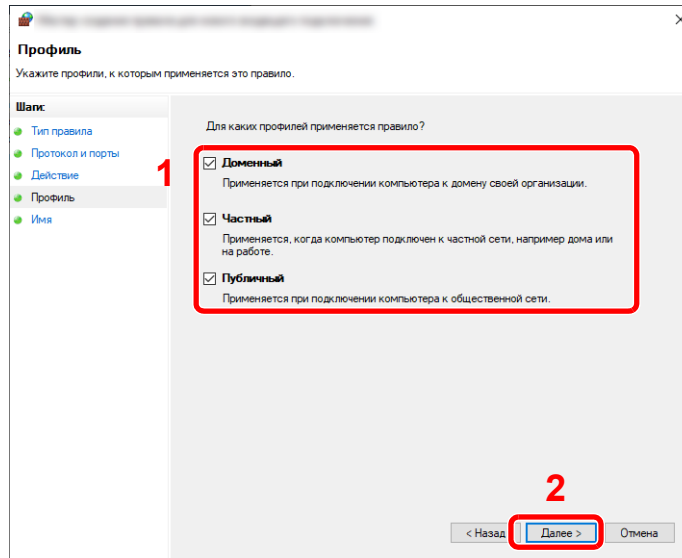 Профиль
Укажите профили, к которым применяется это правило.
Шаги:
Тип правила
Протокол и порты
Действие
Профиль
Имя
Для каких профилей применяется правило?
1
Доменный
Применяется при подключении компьютера к домену своей организации.
Частный
Применяется, когда компьютер подключен к частной сети, например дома или
на работе.
Публичный
Применяется при подключении компьютера к общественной сети.
2
< Назад
Далее >
Отмена